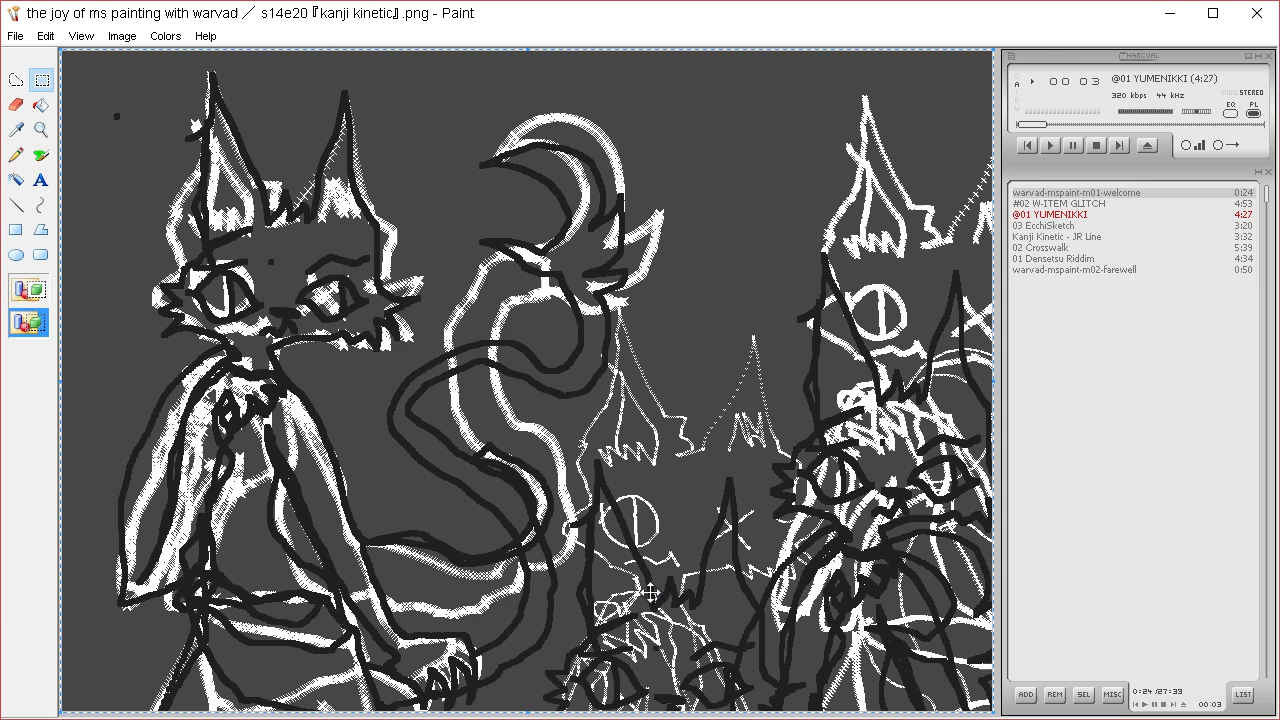 the joy of ms painting with warvad ／ s14e20『kanji kinetic』.png - Paint
File Edit View Image Colors Help
CHARCOAL
@01 YUMENIKKI (4:27)
00 03
320 kbps 44 kHz
STEREO
EQ PL
warvad-mspaint-m01-welcome 0:24
#02 W-ITEM GLITCH 4:53
@01 YUMENIKKI 4:27
03 EcchiSketch 3:20
Kanji Kinetic - JR Line 3:32
02 Crosswalk 5:39
01 Densetsu Riddim 4:34
warvad-mspaint-m02-farewell 0:50
ADD REM SEL MISC 0:24 /27:39 00:03 LIST